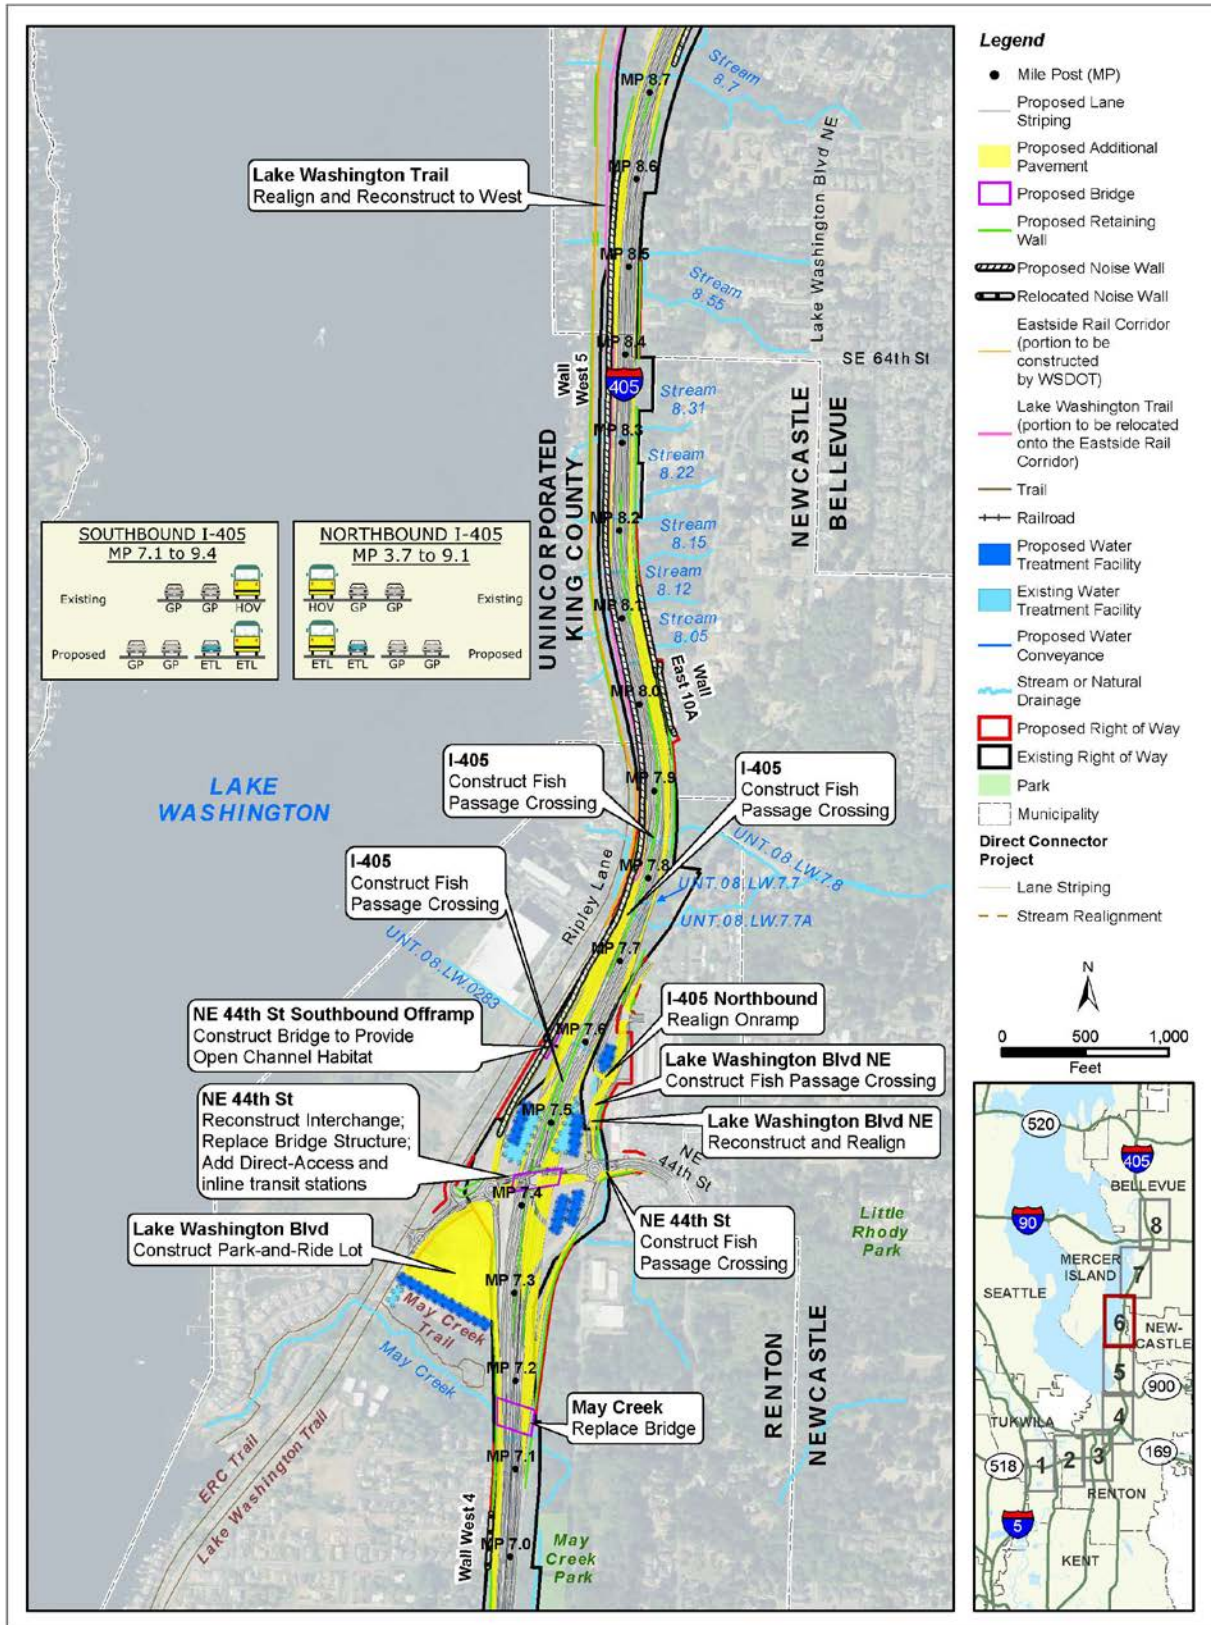 Stream
8.7
MP 8.7
Lake Washington Blvd NE
MP 8.6
Lake Washington Trail
Realign and Reconstruct to West
MP 8.5
Stream
8.55
MP 8.4
SE 64th St
Wall
West 5
405
Stream
8.31
MP 8.3
Stream
8.22
NEWCASTLE
BELLEVUE
UNINCORPORATED
KING COUNTY
MP 8.2
Stream
8.15
SOUTHBOUND I-405
MP 7.1 to 9.4
Existing
GP GP HOV
Proposed
GP GP ETL ETL
NORTHBOUND I-405
MP 3.7 to 9.1
HOV GP GP
Existing
ETL ETL GP GP
Proposed
Stream
8.12
MP 8.1
Stream
8.05
Wall
East 10A
MP 8.0
I-405
Construct Fish
Passage Crossing
MP 7.9
I-405
Construct Fish
Passage Crossing
LAKE
WASHINGTON
I-405
Construct Fish
Passage Crossing
Ripley Lane
MP 7.8
UNT.08.LW.7.8
UNT.08.LW.7.7
UNT.08.LW.7.7A
MP 7.7
UNT.08.LW.0283
NE 44th St Southbound Offramp
Construct Bridge to Provide
Open Channel Habitat
MP 7.6
I-405 Northbound
Realign Onramp
Lake Washington Blvd NE
Construct Fish Passage Crossing
NE 44th St
Reconstruct Interchange;
Replace Bridge Structure;
Add Direct-Access and
inline transit stations
MP 7.5
Lake Washington Blvd NE
Reconstruct and Realign
NE
44th St
MP 7.4
Lake Washington Blvd
Construct Park-and-Ride Lot
NE 44th St
Construct Fish
Passage Crossing
Little
Rhody
Park
MP 7.3
May Creek
Trail
May Creek
MP 7.2
RENTON
NEWCASTLE
May Creek
Replace Bridge
MP 7.1
ERC Trail
Lake Washington Trail
Wall West 4
MP 7.0
May
Creek
Park
Legend
Mile Post (MP)
Proposed Lane
Striping
Proposed Additional
Pavement
Proposed Bridge
Proposed Retaining
Wall
Proposed Noise Wall
Relocated Noise Wall
Eastside Rail Corridor
(portion to be
constructed
by WSDOT)
Lake Washington Trail
(portion to be relocated
onto the Eastside Rail
Corridor)
Trail
Railroad
Proposed Water
Treatment Facility
Existing Water
Treatment Facility
Proposed Water
Conveyance
Stream or Natural
Drainage
Proposed Right of Way
Existing Right of Way
Park
Municipality
Direct Connector
Project
Lane Striping
Stream Realignment
N
0 500 1,000
Feet
520
405
BELLEVUE
90
8
MERCER
ISLAND
7
SEATTLE
6
NEW-
CASTLE
5
900
4
TUKWILA
518
1
2
3
169
RENTON
5
KENT